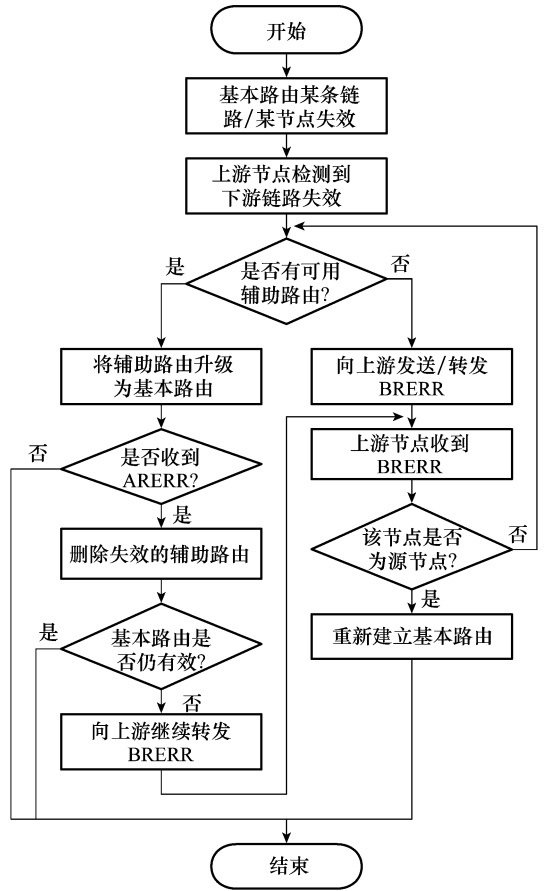 开始
基本路由某条链
路/某节点失效
上游节点检测到
下游链路失效
是否有可用
辅助路由?
是
否
将辅助路由升级
为基本路由
向上游发送/转发
BRERR
是否收到
ARERR?
否
是
上游节点收到
BRERR
删除失效的辅助路由
该节点是否
为源节点?
否
是
基本路由是
否仍有效?
是
否
重新建立基本路由
向上游继续转发
BRERR
结束